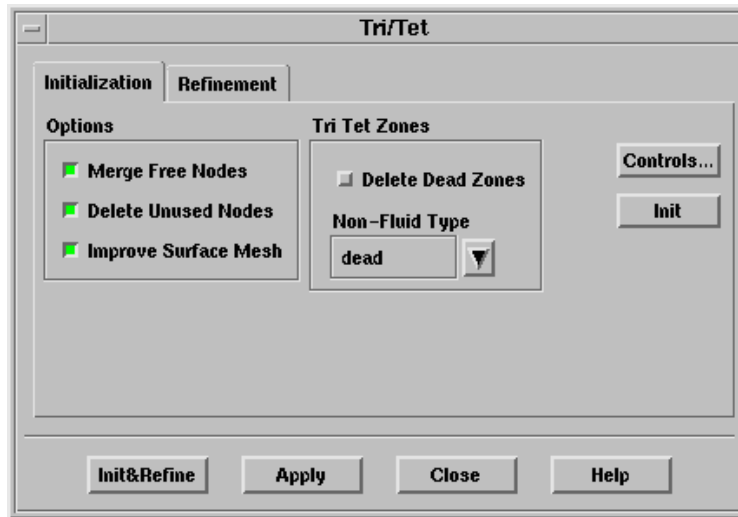 Tri/Tet
Initialization Refinement
Options Tri Tet Zones
Merge Free Nodes
Delete Unused Nodes
Improve Surface Mesh
Delete Dead Zones
Non-Fluid Type
dead
Controls...
Init
Init&Refine Apply Close Help